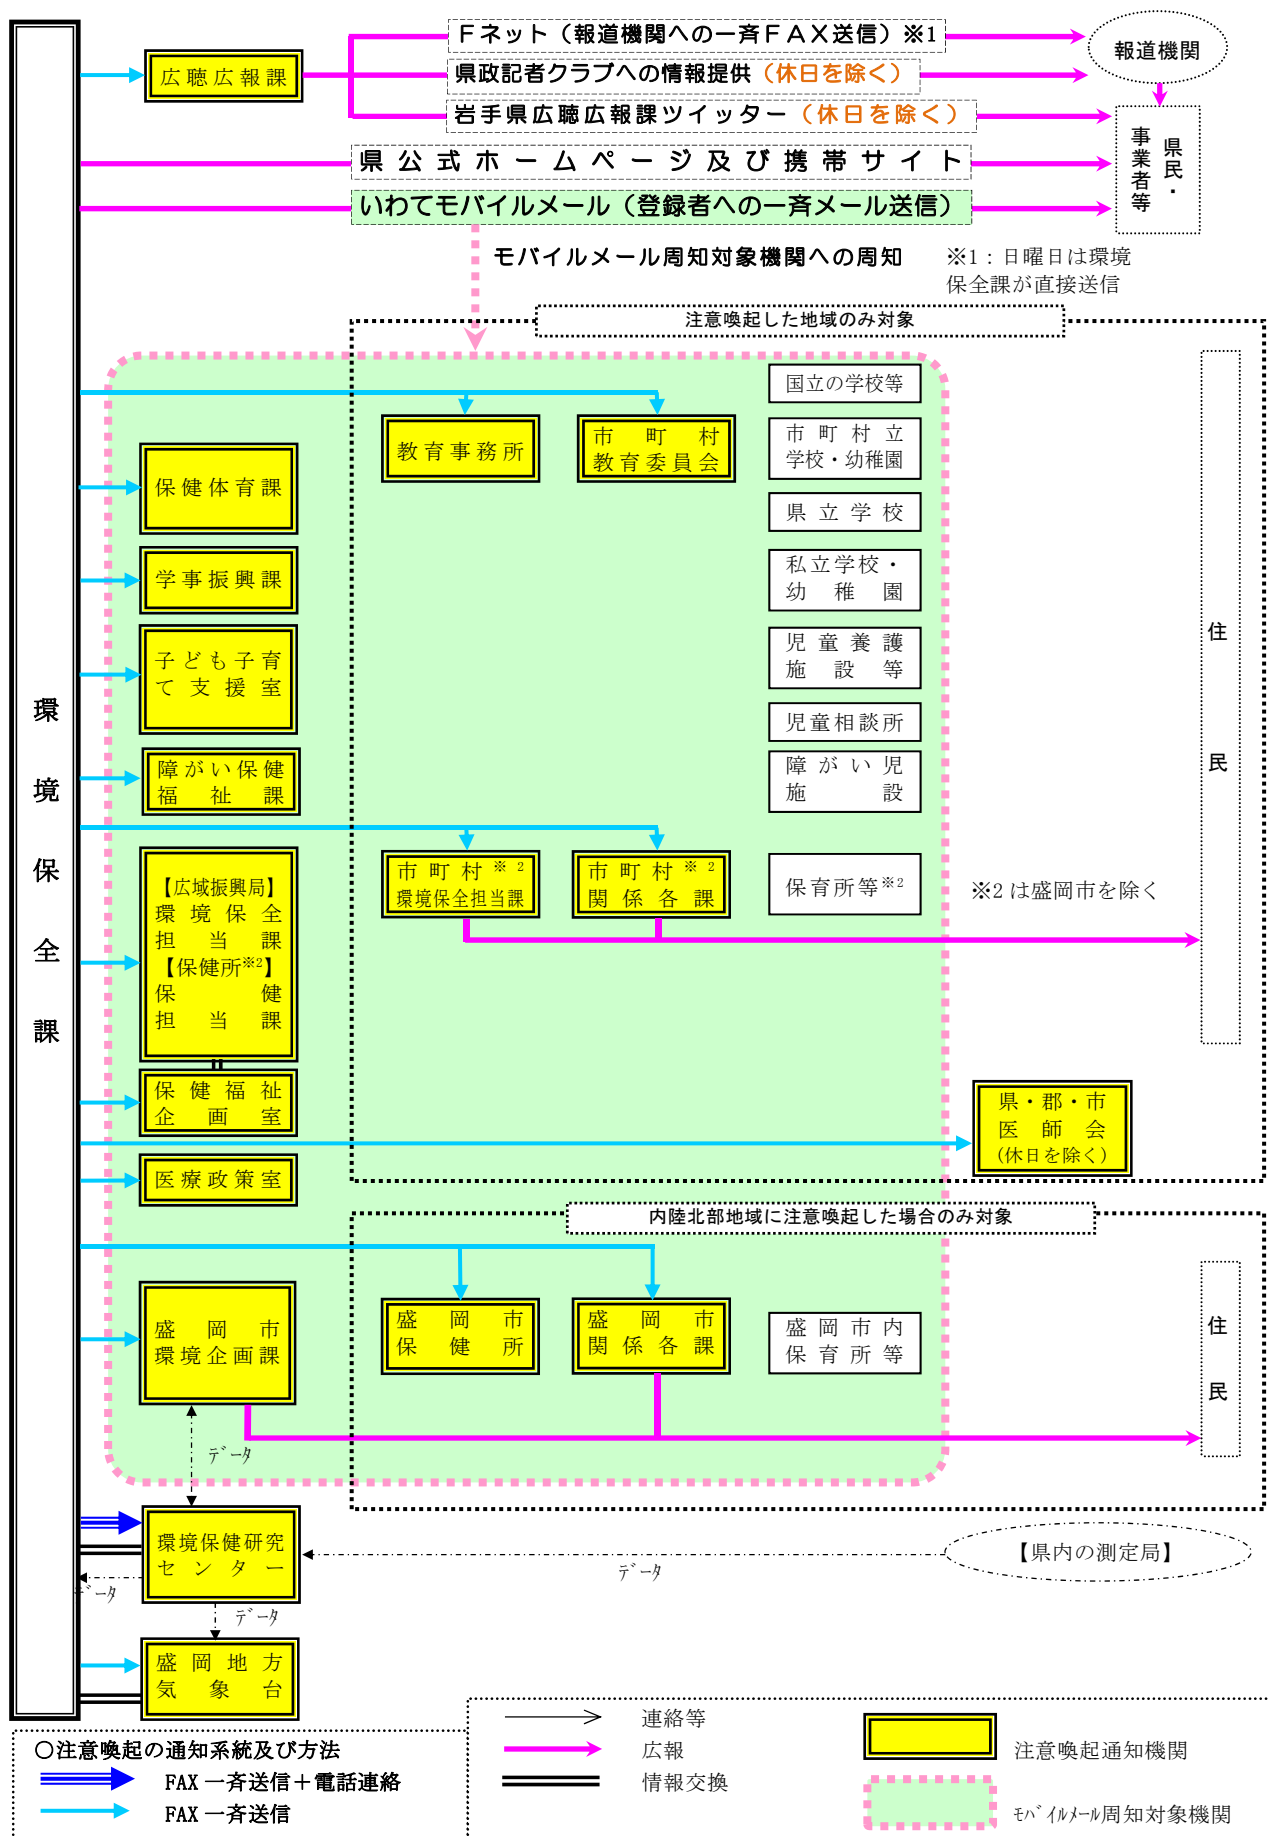 Ｆネット（報道機関への一斉ＦＡＸ送信）※1
報道機関
広聴広報課
県政記者クラブへの情報提供（休日を除く）
岩手県広聴広報課ツイッター（休日を除く）
県公式ホームページ及び携帯サイト
県民・
事業者等
いわてモバイルメール（登録者への一斉メール送信）
モバイルメール周知対象機関への周知
※1：日曜日は環境
保全課が直接送信
注意喚起した地域のみ対象
国立の学校等
教育事務所
市町村
教育委員会
市町村立
学校・幼稚園
保健体育課
県立学校
学事振興課
私立学校・
幼稚園
子ども子育
て支援室
児童養護
施設等
住民
環境保全課
児童相談所
障がい保健
福祉課
障がい児
施設
【広域振興局】
環境保全
担当課
【保健所※2】
保健
担当課
市町村※2
環境保全担当課
市町村※2
関係各課
保育所等※2
※2は盛岡市を除く
保健福祉
企画室
県・郡・市
医師会
(休日を除く)
医療政策室
内陸北部地域に注意喚起した場合のみ対象
盛岡市
環境企画課
盛岡市
保健所
盛岡市
関係各課
盛岡市内
保育所等
住民
データ
環境保健研究
センター
【県内の測定局】
データ
データ
データ
盛岡地方
気象台
○注意喚起の通知系統及び方法
FAX一斉送信＋電話連絡
FAX一斉送信
連絡等
広報
情報交換
注意喚起通知機関
ﾓﾊﾞｲﾙﾒｰﾙ周知対象機関